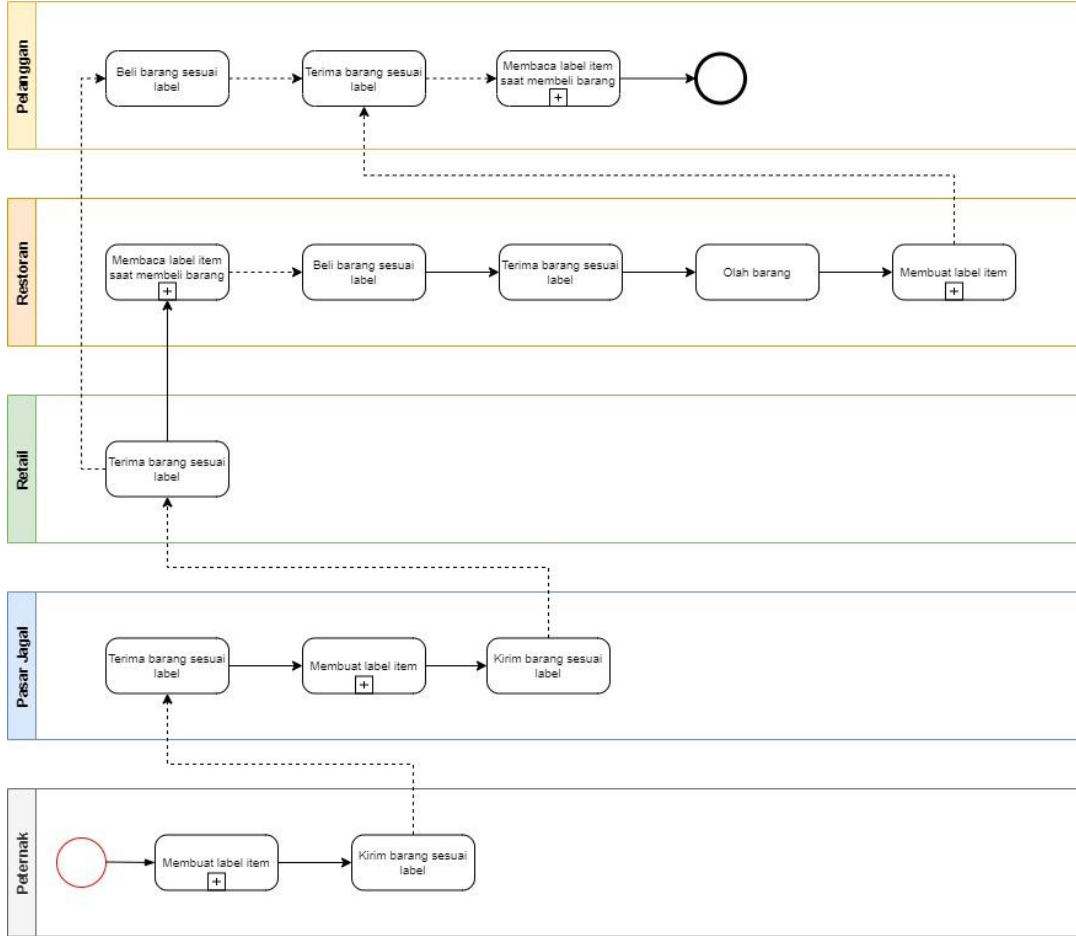 Pelanggan
Beli barang sesuai
label
Terima barang sesuai
label
Membaca label item
saat membeli barang
Restoran
Membaca label item
saat membeli barang
Beli barang sesuai
label
Terima barang sesuai
label
Olah barang
Membuat label item
Retail
Terima barang sesuai
label
Pasar Jagal
Terima barang sesuai
label
Membuat label item
Kirim barang sesuai
label
Peternak
Membuat label item
Kirim barang sesuai
label